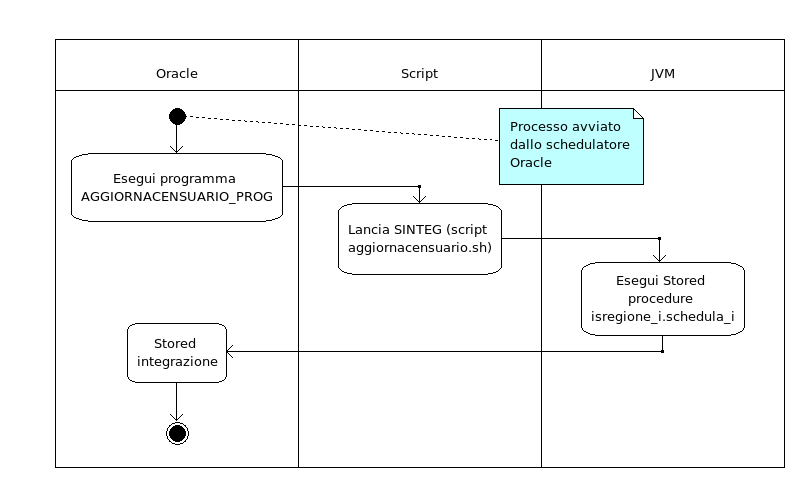 Oracle
Script
JVM
Processo avviato
dallo schedulatore
Oracle
Esegui programma
AGGIORNACENSUARIO_PROG
Lancia SINTEG (script
aggiornacensuario.sh)
Esegui Stored
procedure
isregione_i.schedula_i
Stored
integrazione